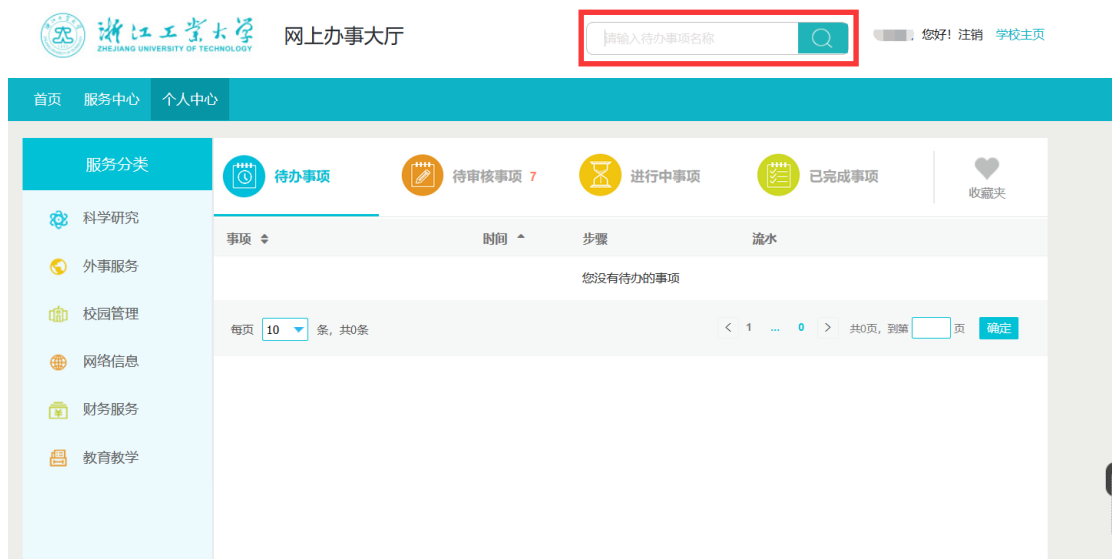 浙江工业大学
ZHEJIANG UNIVERSITY OF TECHNOLOGY
网上办事大厅
请输入待办事项名称
，您好！注销 学校主页
首页 服务中心 个人中心
服务分类
科学研究
外事服务
校园管理
网络信息
财务服务
教育教学
待办事项 待审核事项 7 进行中事项 已完成事项 收藏夹
事项 时间 步骤 流水
您没有待办的事项
每页 10 条，共0条 < 1 ... 0 > 共0页，到第 页 确定